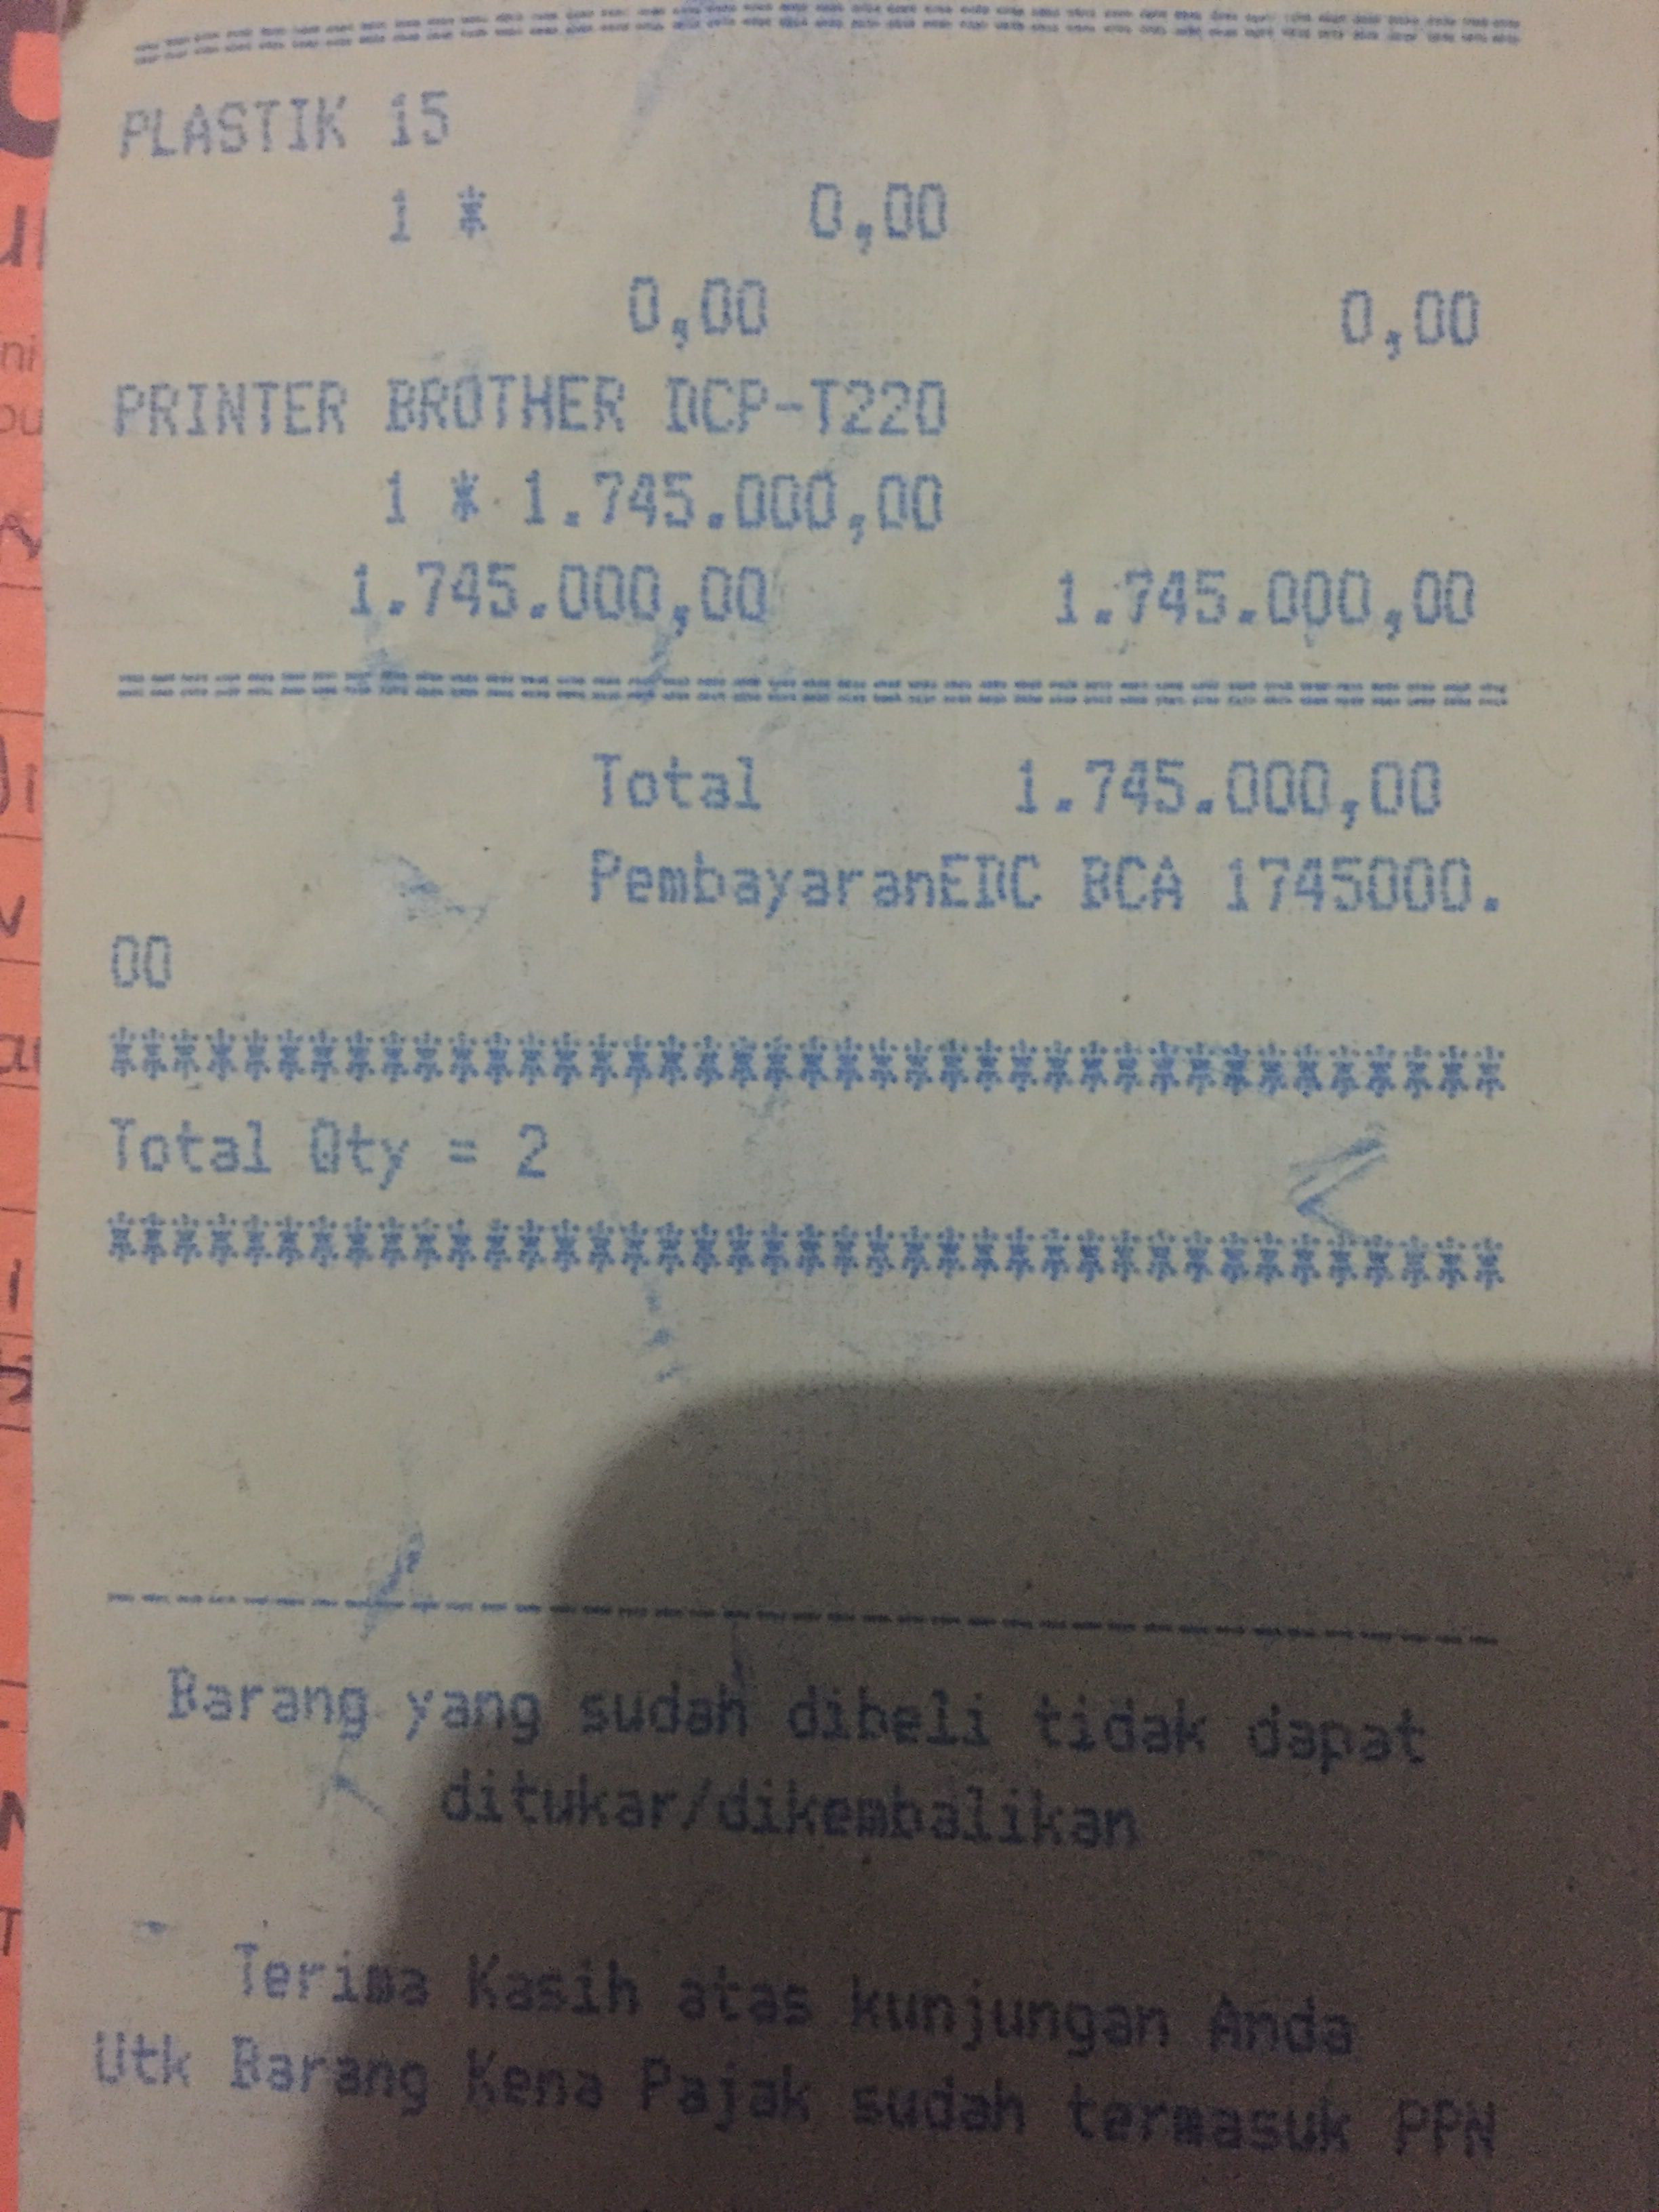 ================================
PLASTIK 15
1 * 0,00
0,00 0,00
PRINTER BROTHER DCP-T220
1 * 1.745.000,00
1.745.000,00 1.745.000,00
================================
Total 1.745.000,00
PembayaranEDC BCA 1745000.
00
****************************************
Total Qty = 2
****************************************
----------------------------------------
Barang yang sudah dibeli tidak dapat
ditukar/dikembalikan
Terima Kasih atas kunjungan Anda
Utk Barang Kena Pajak sudah termasuk PPN